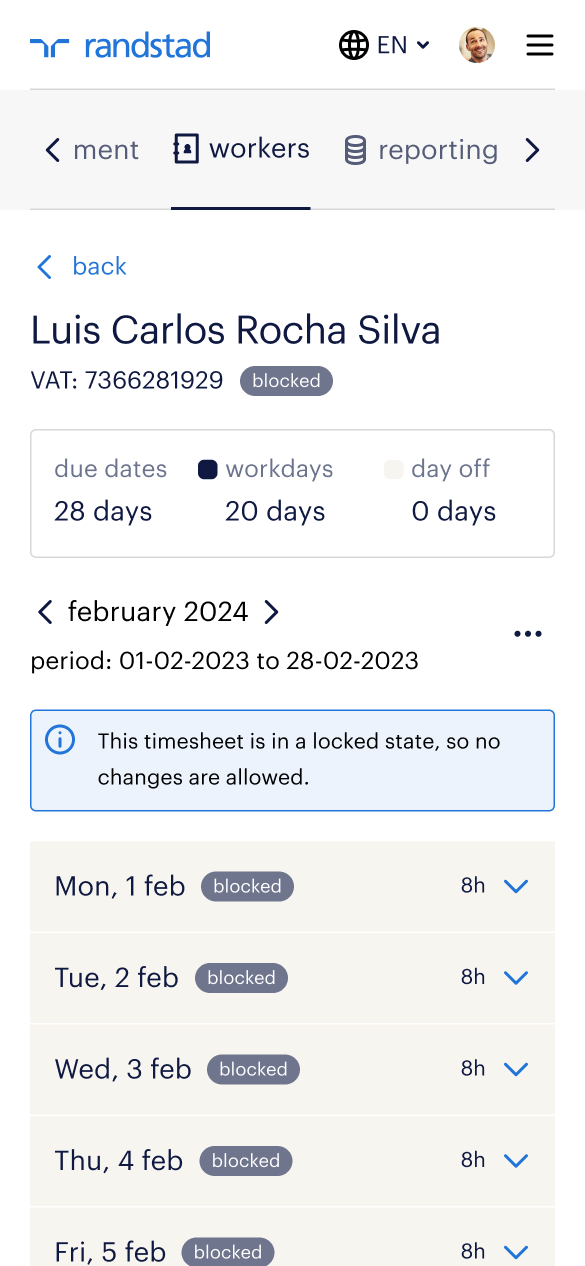 randstad EN
ment workers reporting
back
Luis Carlos Rocha Silva
VAT: 7366281929 blocked
due dates workdays day off
28 days 20 days 0 days
february 2024
period: 01-02-2023 to 28-02-2023
This timesheet is in a locked state, so no
changes are allowed.
Mon, 1 feb blocked 8h
Tue, 2 feb blocked 8h
Wed, 3 feb blocked 8h
Thu, 4 feb blocked 8h
Fri, 5 feb blocked 8h